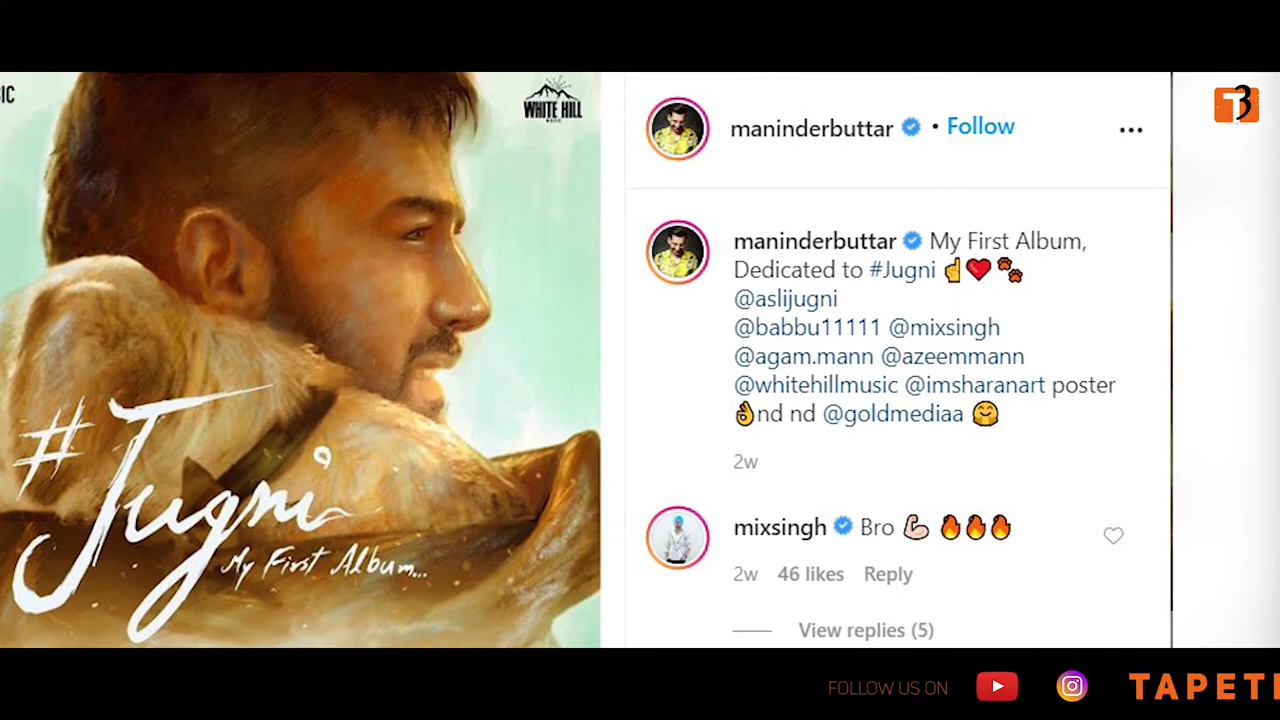 WHITE HILL
MUSIC
#Jugni
My First Album...
maninderbuttar • Follow
maninderbuttar My First Album,
Dedicated to #Jugni ☝❤🐾
@aslijugni
@babbu11111 @mixsingh
@agam.mann @azeemmann
@whitehillmusic @imsharanart poster
👌nd nd @goldmediaa 🤗
2w
mixsingh Bro 💪🏻 🔥🔥🔥
2w 46 likes Reply
View replies (5)
T3
FOLLOW US ON